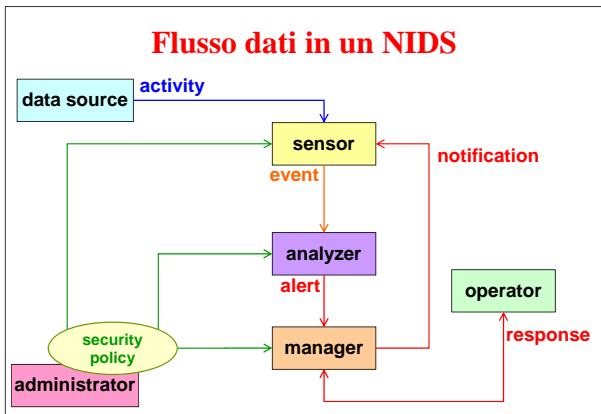 Flusso dati in un NIDS
data source
activity
sensor
notification
event
analyzer
alert
operator
security
policy
manager
response
administrator